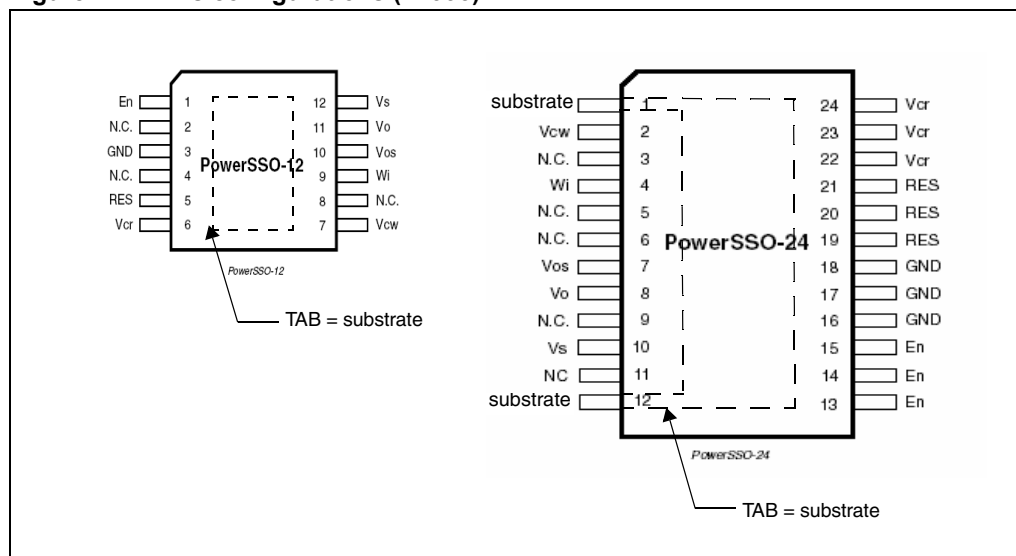 En 1 12 Vs
N.C. 2 11 Vo
GND 3 10 Vos
PowerSSO-12
N.C. 4 9 Wi
RES 5 8 N.C.
Vcr 6 7 Vcw
PowerSSO-12
TAB = substrate
substrate 1 24 Vcr
Vcw 2 23 Vcr
N.C. 3 22 Vcr
Wi 4 21 RES
N.C. 5 20 RES
N.C. 6 PowerSSO-24 19 RES
Vos 7 18 GND
Vo 8 17 GND
N.C. 9 16 GND
Vs 10 15 En
NC 11 14 En
substrate 12 13 En
PowerSSO-24
TAB = substrate